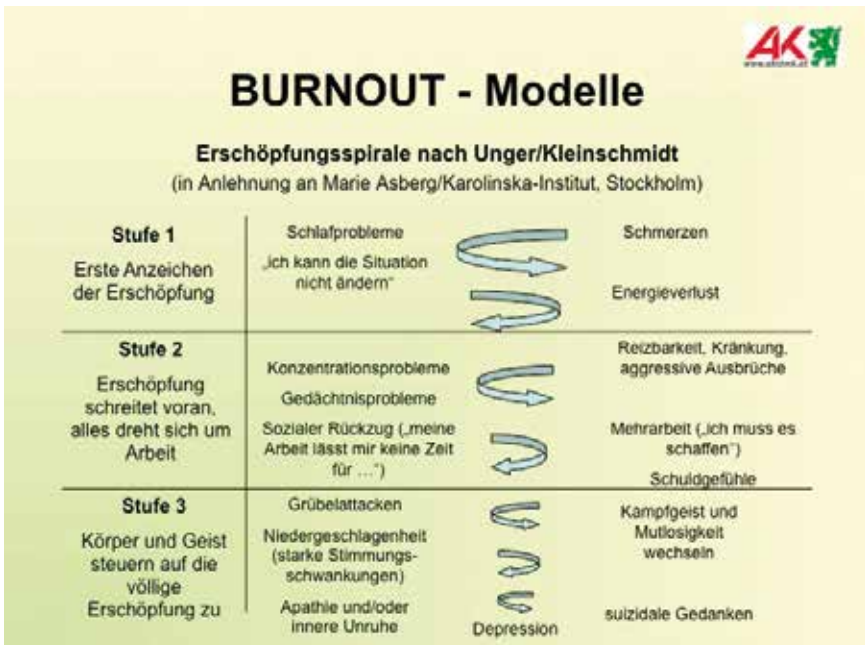 AK
BURNOUT - Modelle
Erschöpfungsspirale nach Unger/Kleinschmidt
(in Anlehnung an Marie Asberg/Karolinska-Institut, Stockholm)
Stufe 1
Erste Anzeichen
der Erschöpfung
Schlafprobleme
„ich kann die Situation
nicht ändern“
Schmerzen
Energieverlust
Stufe 2
Erschöpfung
schreitet voran,
alles dreht sich um
Arbeit
Konzentrationsprobleme
Gedächtnisprobleme
Sozialer Rückzug („meine
Arbeit lässt mir keine Zeit
für …“)
Reizbarkeit, Kränkung,
aggressive Ausbrüche
Mehrarbeit („ich muss es
schaffen“)
Schuldgefühle
Stufe 3
Körper und Geist
steuern auf die
völlige
Erschöpfung zu
Grübelattacken
Niedergeschlagenheit
(starke Stimmungs-
schwankungen)
Apathie und/oder
innere Unruhe
Depression
Kampfgeist und
Mutlosigkeit
wechseln
suizidale Gedanken